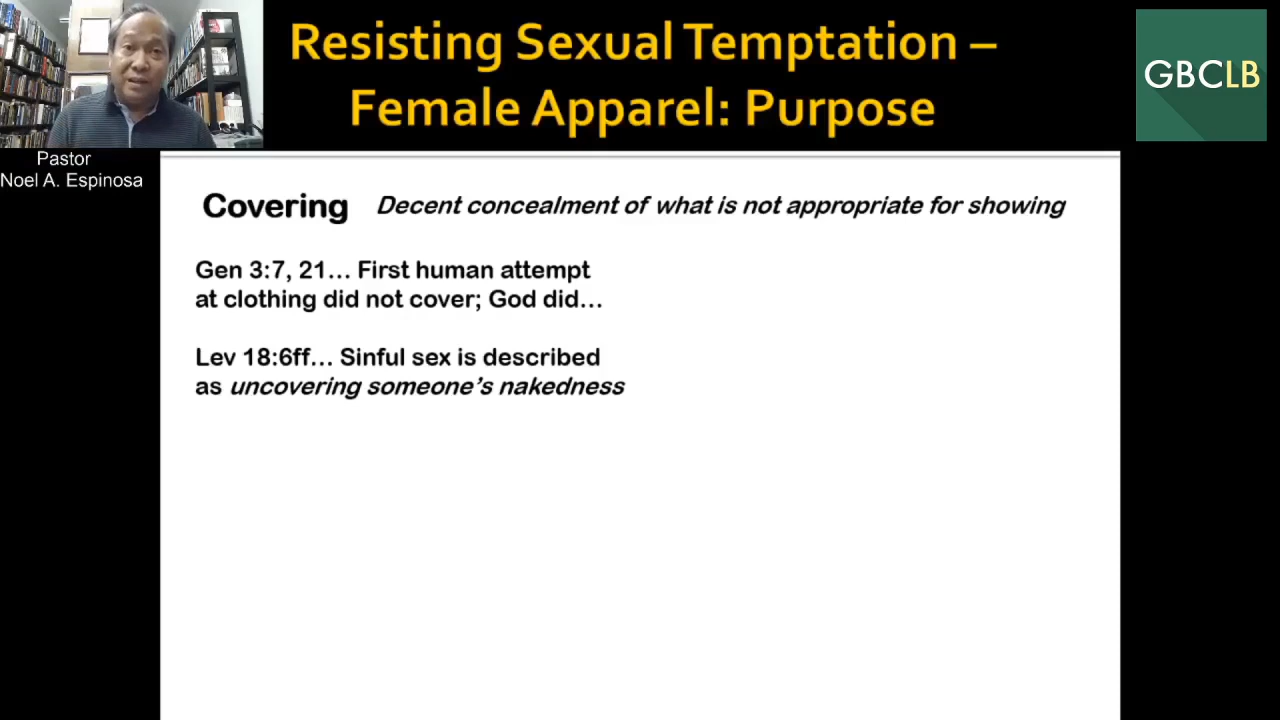 Resisting Sexual Temptation –
Female Apparel: Purpose
GBCLB
Pastor
Noel A. Espinosa
Covering Decent concealment of what is not appropriate for showing
Gen 3:7, 21... First human attempt
at clothing did not cover; God did...
Lev 18:6ff... Sinful sex is described
as uncovering someone's nakedness